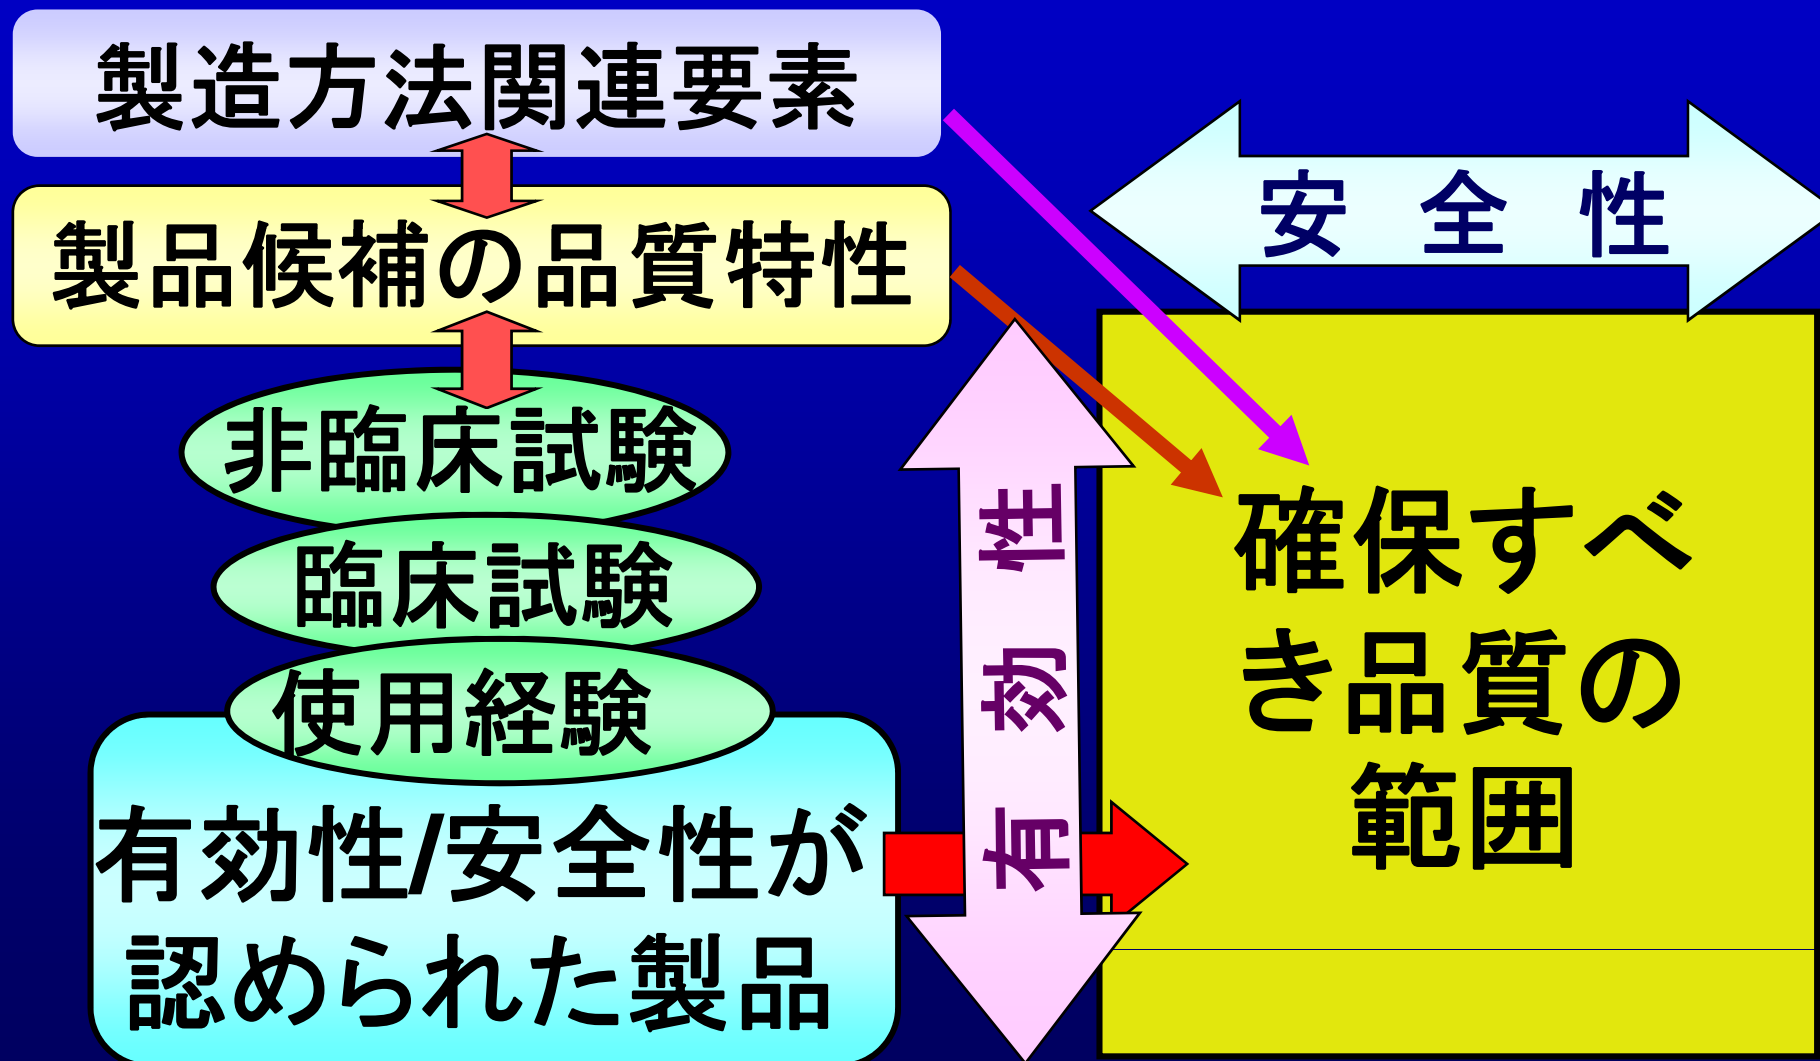 製造方法関連要素
製品候補の品質特性
非臨床試験
臨床試験
使用経験
有効性/安全性が
認められた製品
有効性
安全性
確保すべ
き品質の
範囲